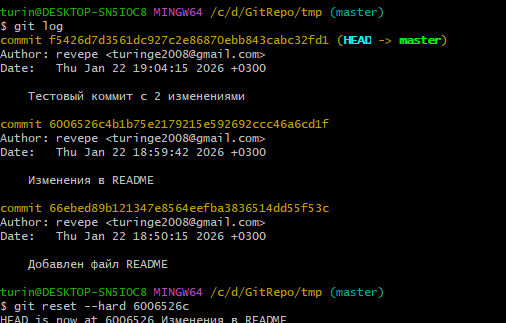 turin@DESKTOP-SN5IOC8 MINGW64 /c/d/GitRepo/tmp (master)
$ git log
commit f5426d7d3561dc927c2e86870ebb843cabc32fd1 (HEAD -> master)
Author: revepe <turinge2008@gmail.com>
Date:   Thu Jan 22 19:04:15 2026 +0300
Тестовый коммит с 2 изменениями
commit 6006526c4b1b75e2179215e592692ccc46a6cd1f
Author: revepe <turinge2008@gmail.com>
Date:   Thu Jan 22 18:59:42 2026 +0300
Изменения в README
commit 66ebed89b121347e8564eefba3836514dd55f53c
Author: revepe <turinge2008@gmail.com>
Date:   Thu Jan 22 18:50:15 2026 +0300
Добавлен файл README
turin@DESKTOP-SN5IOC8 MINGW64 /c/d/GitRepo/tmp (master)
$ git reset --hard 6006526c
HEAD is now at 6006526 Изменения в README